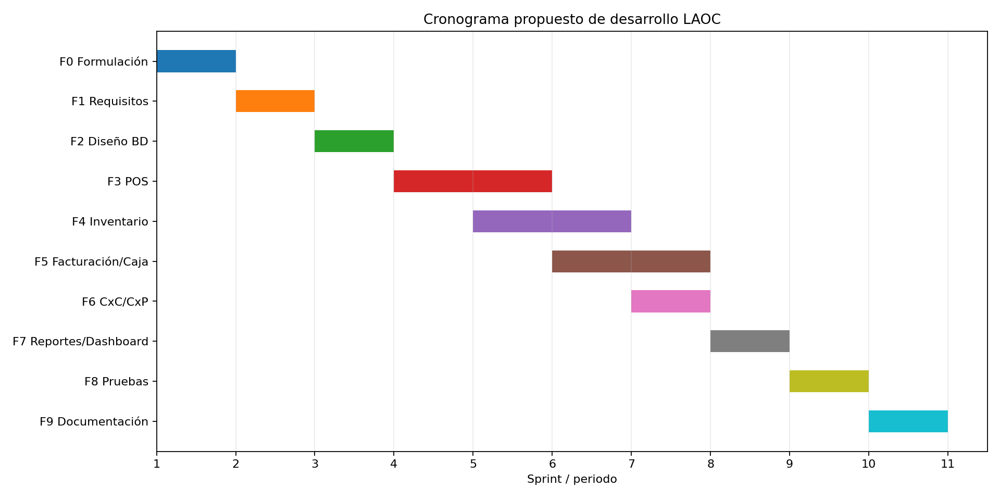 Cronograma propuesto de desarrollo LAOC
F0 Formulación
F1 Requisitos
F2 Diseño BD
F3 POS
F4 Inventario
F5 Facturación/Caja
F6 CxC/CxP
F7 Reportes/Dashboard
F8 Pruebas
F9 Documentación
1 2 3 4 5 6 7 8 9 10 11
Sprint / periodo